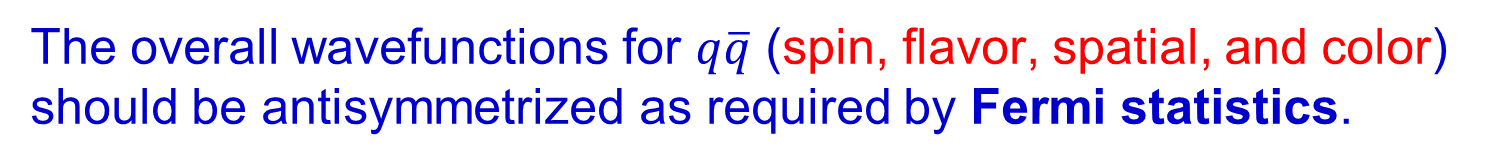 The overall wavefunctions for qq̄ (spin, flavor, spatial, and color)
should be antisymmetrized as required by Fermi statistics.